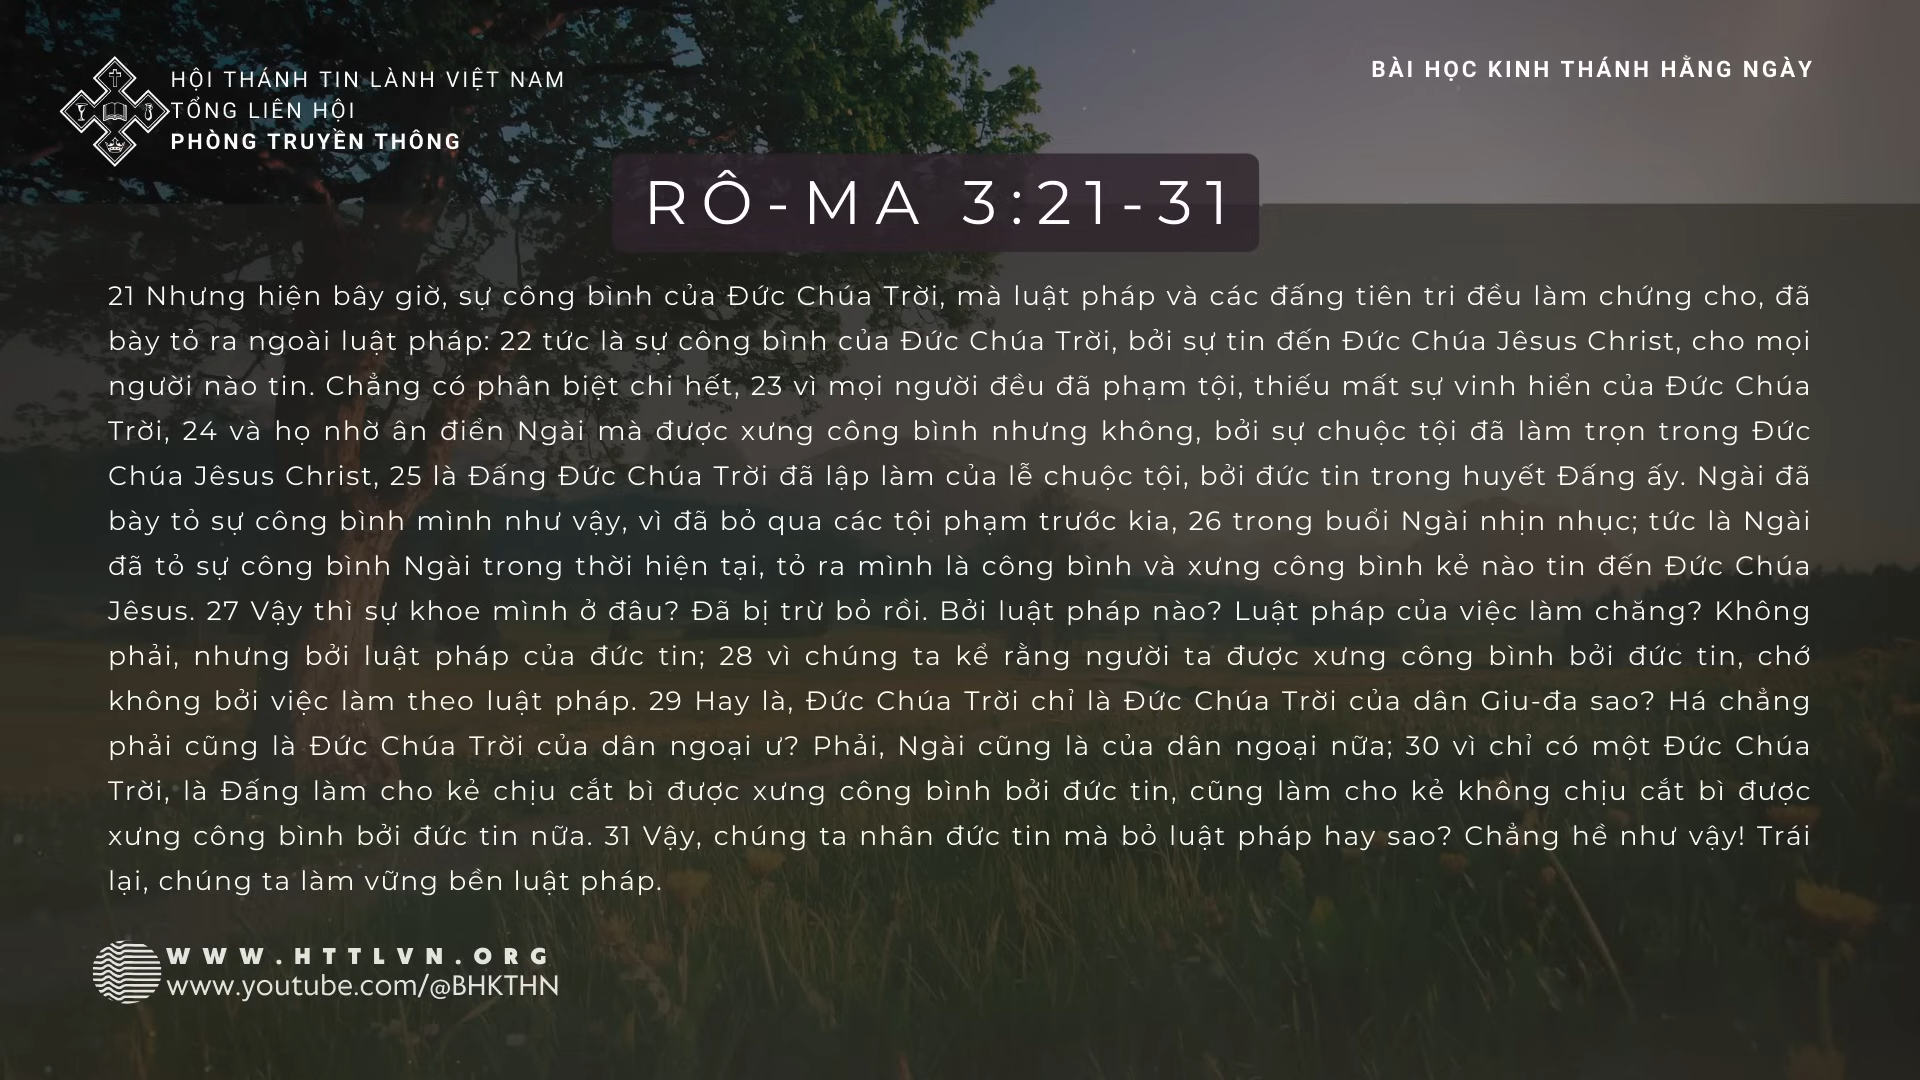 HỘI THÁNH TIN LÀNH VIỆT NAM
TỔNG LIÊN HỘI
PHÒNG TRUYỀN THÔNG
BÀI HỌC KINH THÁNH HẰNG NGÀY
RÔ-MA 3:21-31
21 Nhưng hiện bây giờ, sự công bình của Đức Chúa Trời, mà luật pháp và các đấng tiên tri đều làm chứng cho, đã
bày tỏ ra ngoài luật pháp: 22 tức là sự công bình của Đức Chúa Trời, bởi sự tin đến Đức Chúa Jêsus Christ, cho mọi
người nào tin. Chẳng có phân biệt chi hết, 23 vì mọi người đều đã phạm tội, thiếu mất sự vinh hiển của Đức Chúa
Trời, 24 và họ nhờ ân điển Ngài mà được xưng công bình nhưng không, bởi sự chuộc tội đã làm trọn trong Đức
Chúa Jêsus Christ, 25 là Đấng Đức Chúa Trời đã lập làm của lễ chuộc tội, bởi đức tin trong huyết Đấng ấy. Ngài đã
bày tỏ sự công bình mình như vậy, vì đã bỏ qua các tội phạm trước kia, 26 trong buổi Ngài nhịn nhục; tức là Ngài
đã tỏ sự công bình Ngài trong thời hiện tại, tỏ ra mình là công bình và xưng công bình kẻ nào tin đến Đức Chúa
Jêsus. 27 Vậy thì sự khoe mình ở đâu? Đã bị trừ bỏ rồi. Bởi luật pháp nào? Luật pháp của việc làm chăng? Không
phải, nhưng bởi luật pháp của đức tin; 28 vì chúng ta kể rằng người ta được xưng công bình bởi đức tin, chớ
không bởi việc làm theo luật pháp. 29 Hay là, Đức Chúa Trời chỉ là Đức Chúa Trời của dân Giu-đa sao? Há chẳng
phải cũng là Đức Chúa Trời của dân ngoại ư? Phải, Ngài cũng là của dân ngoại nữa; 30 vì chỉ có một Đức Chúa
Trời, là Đấng làm cho kẻ chịu cắt bì được xưng công bình bởi đức tin, cũng làm cho kẻ không chịu cắt bì được
xưng công bình bởi đức tin nữa. 31 Vậy, chúng ta nhân đức tin mà bỏ luật pháp hay sao? Chẳng hề như vậy! Trái
lại, chúng ta làm vững bền luật pháp.
WWW.HTTLVN.ORG
www.youtube.com/@BHKTHN